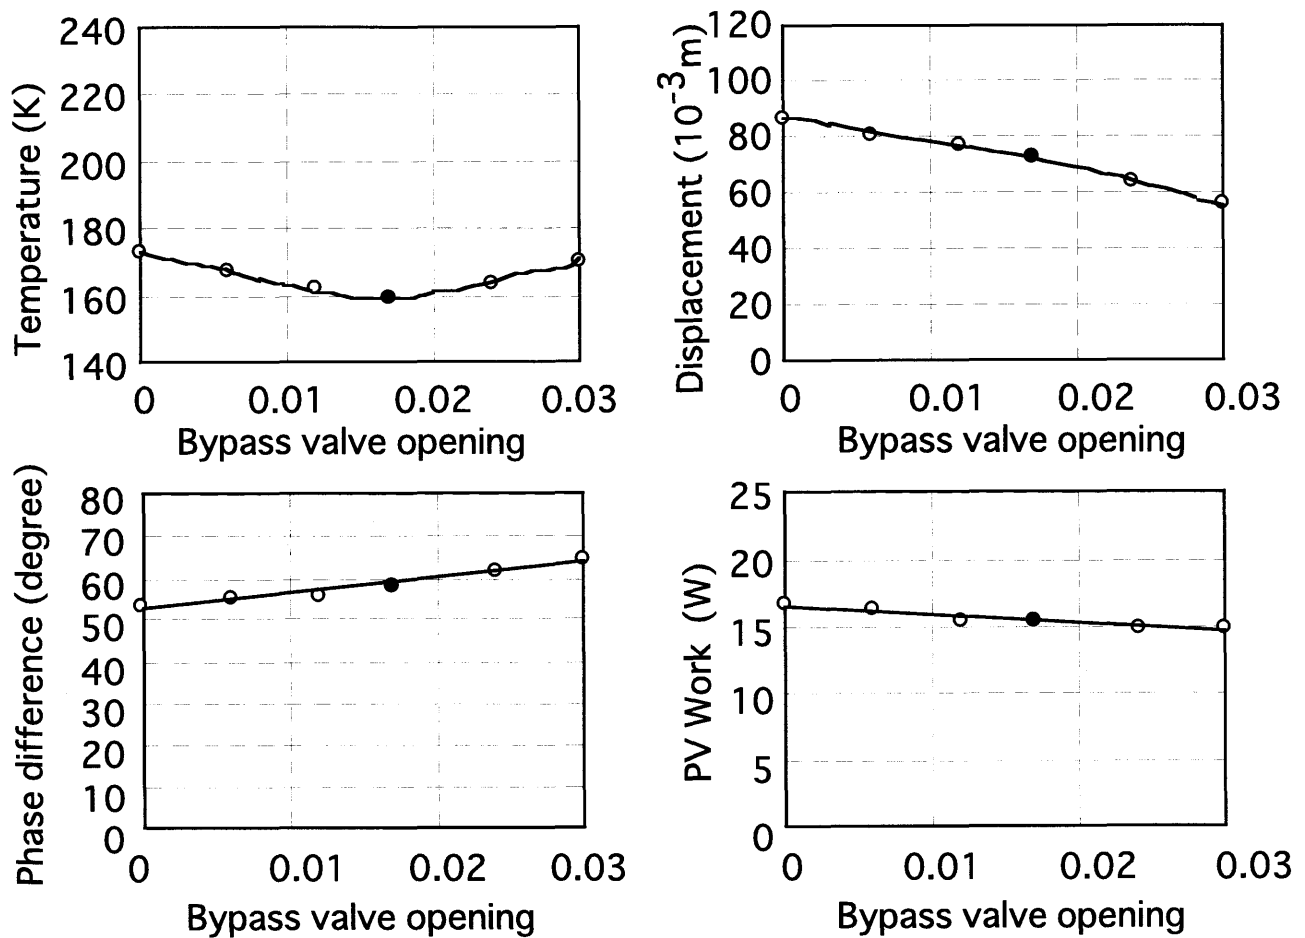 Temperature (K)
240
220
200
180
160
140
0 0.01 0.02 0.03
Bypass valve opening
Displacement (10⁻³m)
120
100
80
60
40
20
0
0 0.01 0.02 0.03
Bypass valve opening
Phase difference (degree)
80
70
60
50
40
30
20
10
0
0 0.01 0.02 0.03
Bypass valve opening
PV Work (W)
25
20
15
10
5
0
0 0.01 0.02 0.03
Bypass valve opening